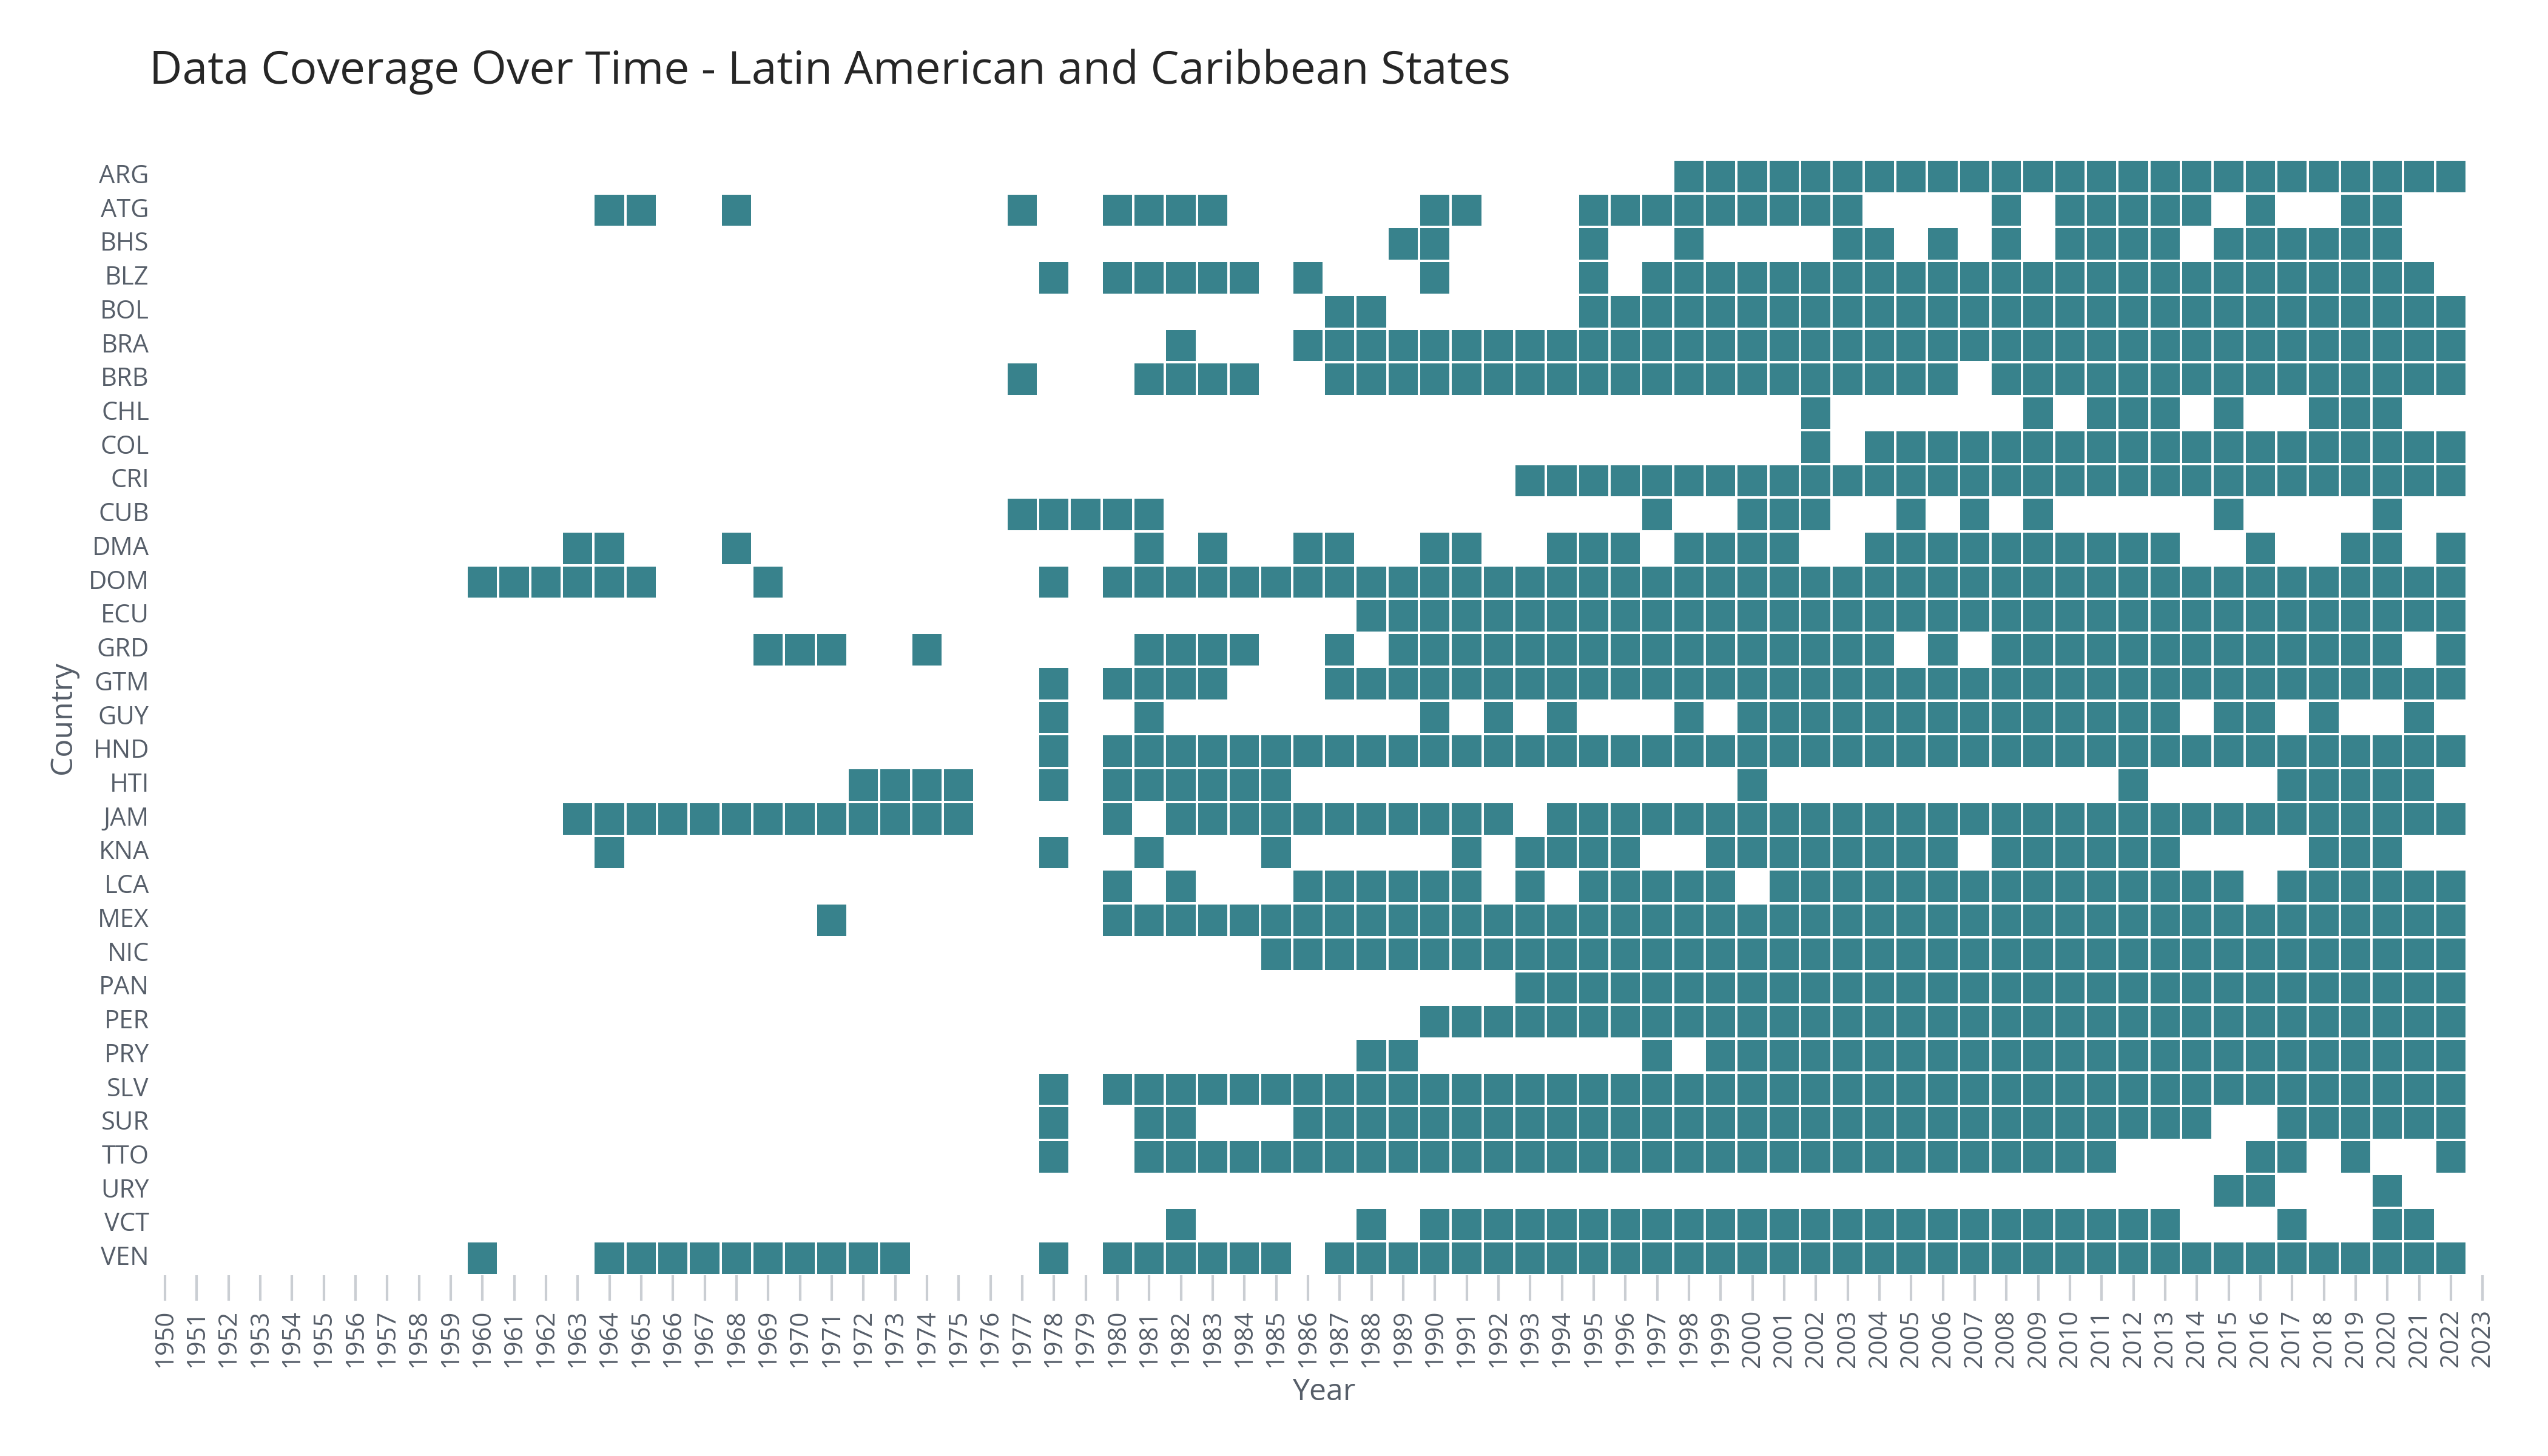 Data Coverage Over Time - Latin American and Caribbean States
Country
ARG
ATG
BHS
BLZ
BOL
BRA
BRB
CHL
COL
CRI
CUB
DMA
DOM
ECU
GRD
GTM
GUY
HND
HTI
JAM
KNA
LCA
MEX
NIC
PAN
PER
PRY
SLV
SUR
TTO
URY
VCT
VEN
1950 1951 1952 1953 1954 1955 1956 1957 1958 1959 1960 1961 1962 1963 1964 1965 1966 1967 1968 1969 1970 1971 1972 1973 1974 1975 1976 1977 1978 1979 1980 1981 1982 1983 1984 1985 1986 1987 1988 1989 1990 1991 1992 1993 1994 1995 1996 1997 1998 1999 2000 2001 2002 2003 2004 2005 2006 2007 2008 2009 2010 2011 2012 2013 2014 2015 2016 2017 2018 2019 2020 2021 2022 2023
Year